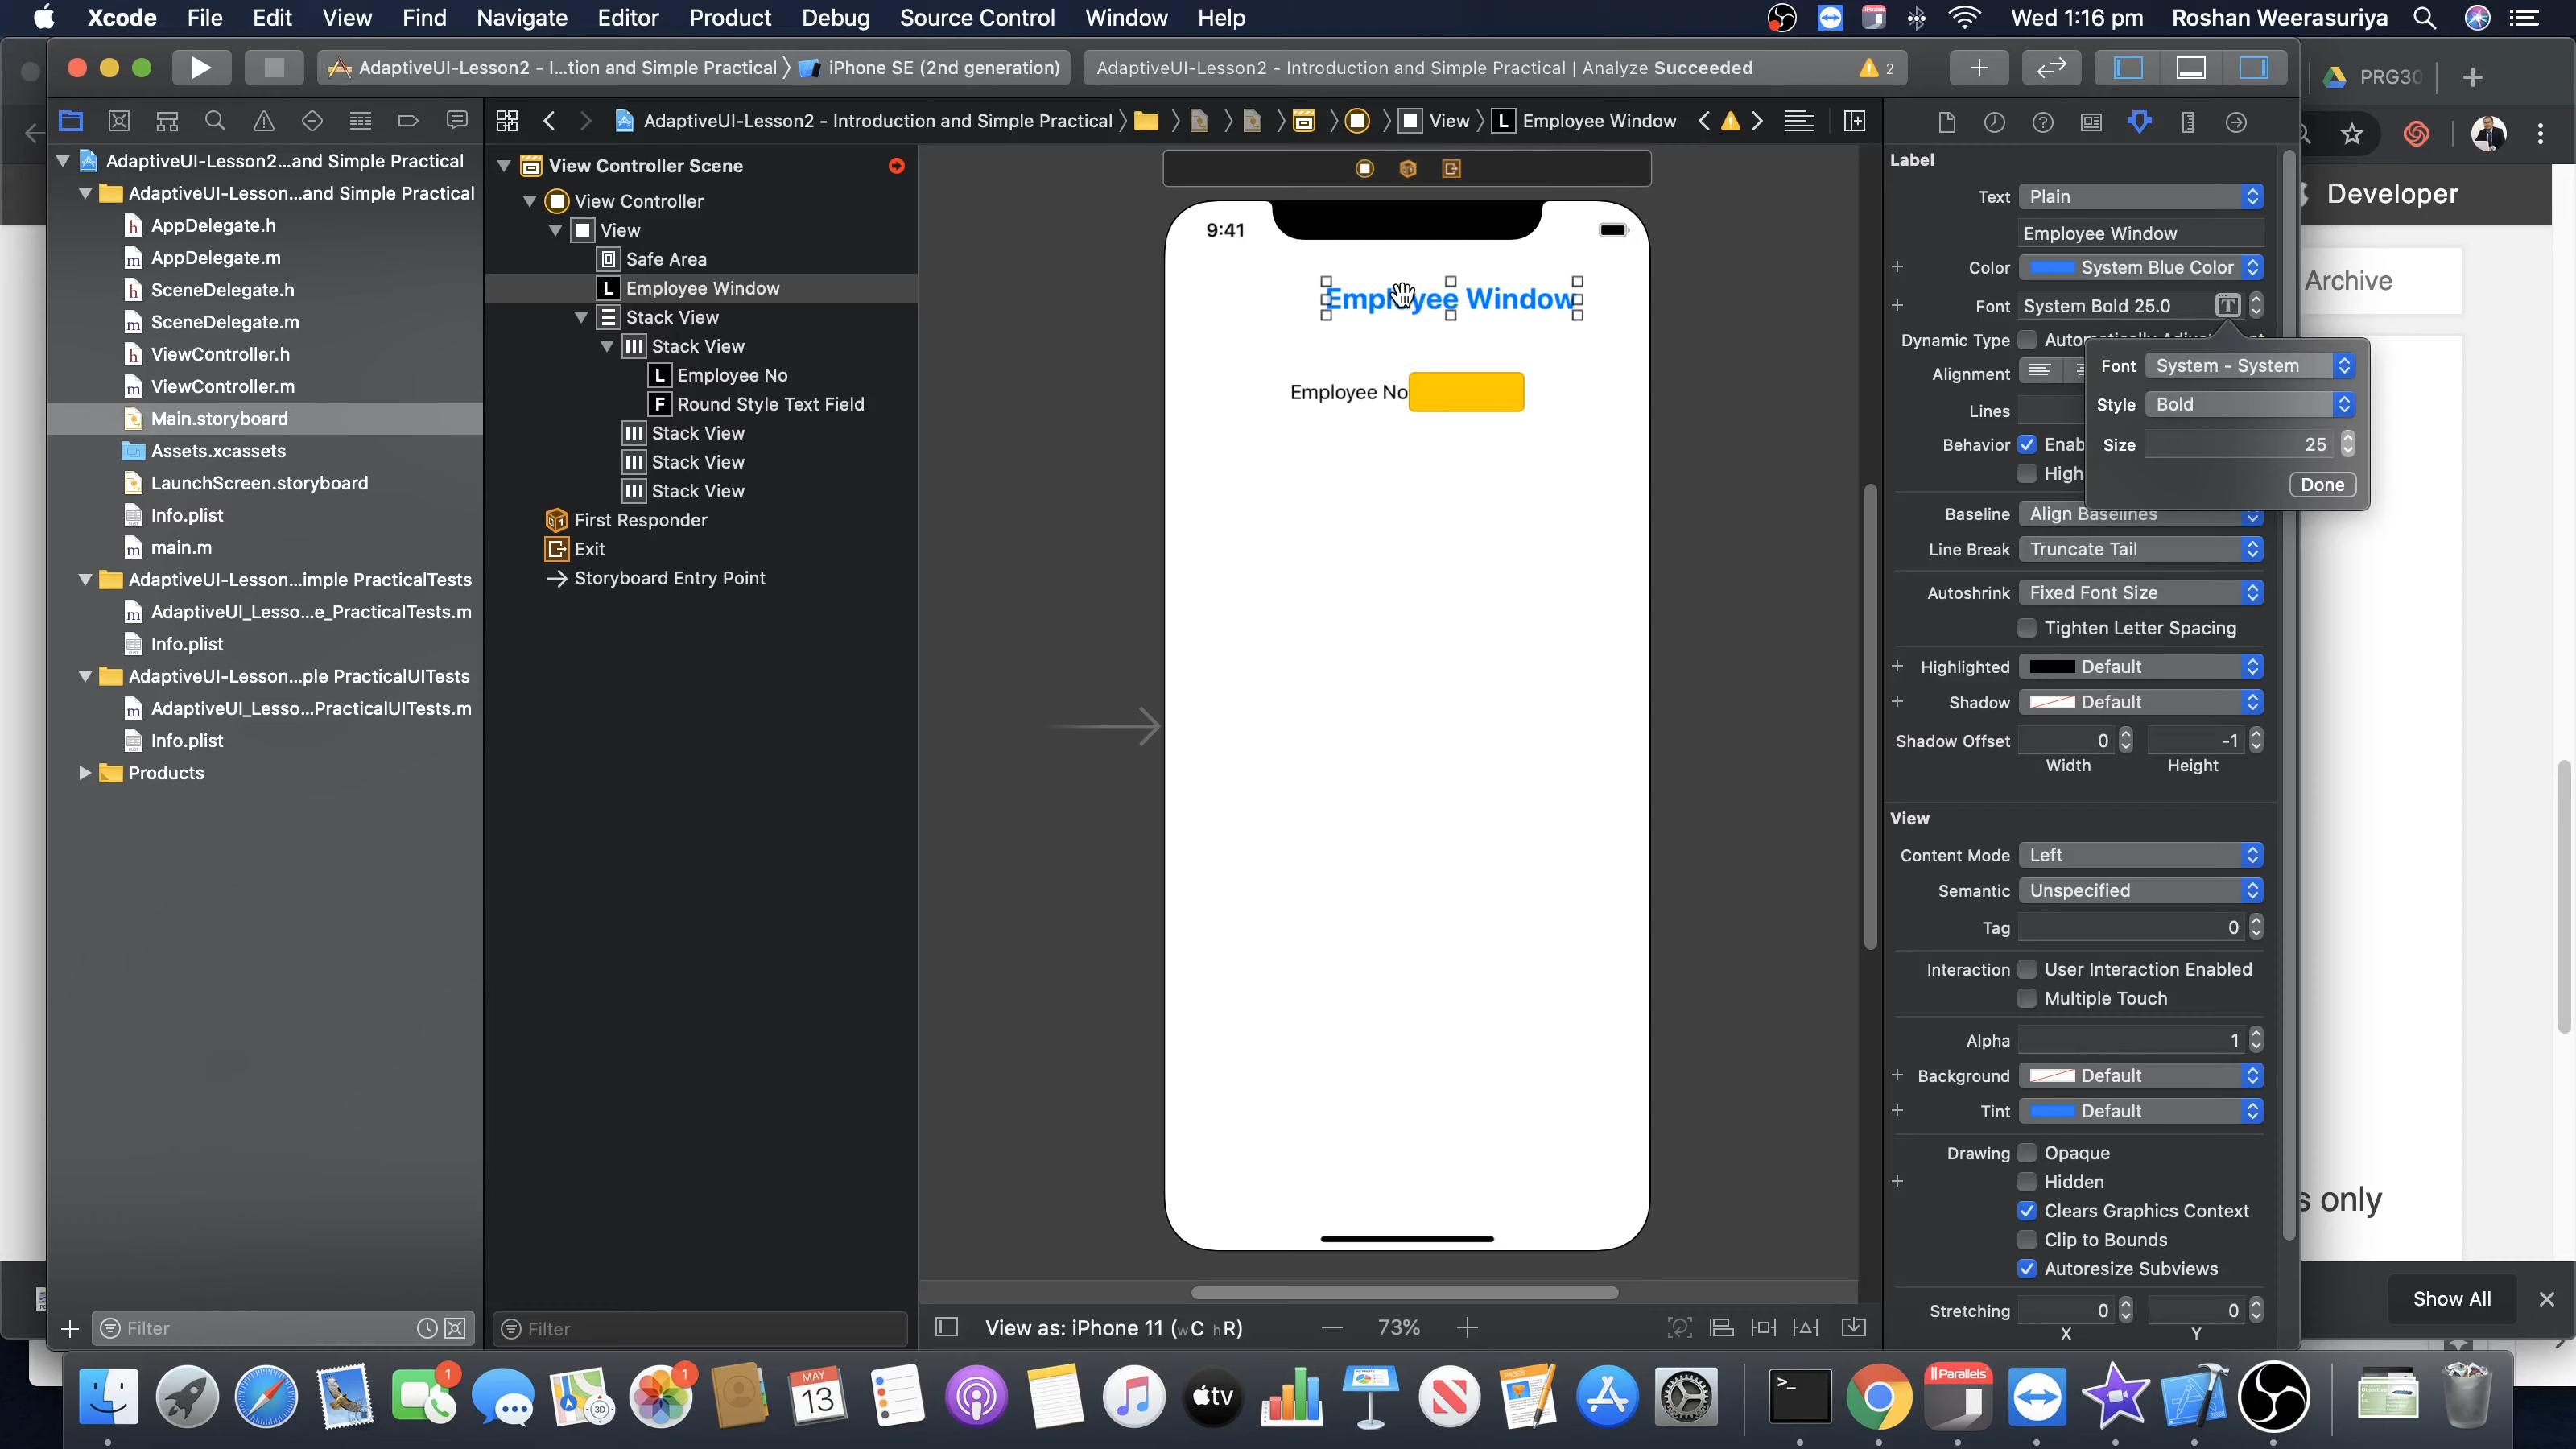 Xcode File Edit View Find Navigate Editor Product Debug Source Control Window Help
Wed 1:16 pm Roshan Weerasuriya
AdaptiveUI-Lesson2 - I...tion and Simple Practical iPhone SE (2nd generation)
AdaptiveUI-Lesson2 - Introduction and Simple Practical | Analyze Succeeded 2
PRG30
AdaptiveUI-Lesson2 - Introduction and Simple Practical View L Employee Window
AdaptiveUI-Lesson2...and Simple Practical
AdaptiveUI-Lesson...and Simple Practical
h AppDelegate.h
m AppDelegate.m
h SceneDelegate.h
m SceneDelegate.m
h ViewController.h
m ViewController.m
Main.storyboard
Assets.xcassets
LaunchScreen.storyboard
Info.plist
m main.m
AdaptiveUI-Lesson...imple PracticalTests
m AdaptiveUI_Lesso...e_PracticalTests.m
Info.plist
AdaptiveUI-Lesson...ple PracticalUITests
m AdaptiveUI_Lesso...PracticalUITests.m
Info.plist
Products
Filter
View Controller Scene
View Controller
View
Safe Area
L Employee Window
Stack View
Stack View
L Employee No
F Round Style Text Field
Stack View
Stack View
Stack View
First Responder
Exit
Storyboard Entry Point
Filter
9:41
Employee Window
Employee No
View as: iPhone 11 (wC hR)
73%
Label
Text Plain
Employee Window
Color System Blue Color
Font System Bold 25.0
Dynamic Type
Alignment
Lines
Behavior Enab
High
Font System - System
Style Bold
Size 25
Done
Baseline Align Baselines
Line Break Truncate Tail
Autoshrink Fixed Font Size
Tighten Letter Spacing
Highlighted Default
Shadow Default
Shadow Offset 0 -1
Width Height
View
Content Mode Left
Semantic Unspecified
Tag 0
Interaction User Interaction Enabled
Multiple Touch
Alpha 1
Background Default
Tint Default
Drawing Opaque
Hidden
Clears Graphics Context
Clip to Bounds
Autoresize Subviews
Stretching 0 0
X Y
Developer
Archive
s only
Show All
1
3D
1
MAY
13
tv
PAGES
Parallels